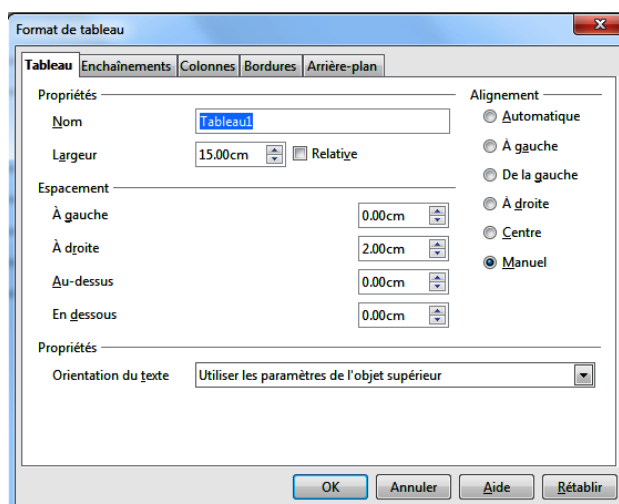 Format de tableau
Tableau Enchaînements Colonnes Bordures Arrière-plan
Propriétés
Nom Tableau1
Largeur 15.00cm Relative
Espacement
À gauche 0.00cm
À droite 2.00cm
Au-dessus 0.00cm
En dessous 0.00cm
Propriétés
Orientation du texte Utiliser les paramètres de l'objet supérieur
Alignement
Automatique
À gauche
De la gauche
À droite
Centre
Manuel
OK Annuler Aide Rétablir